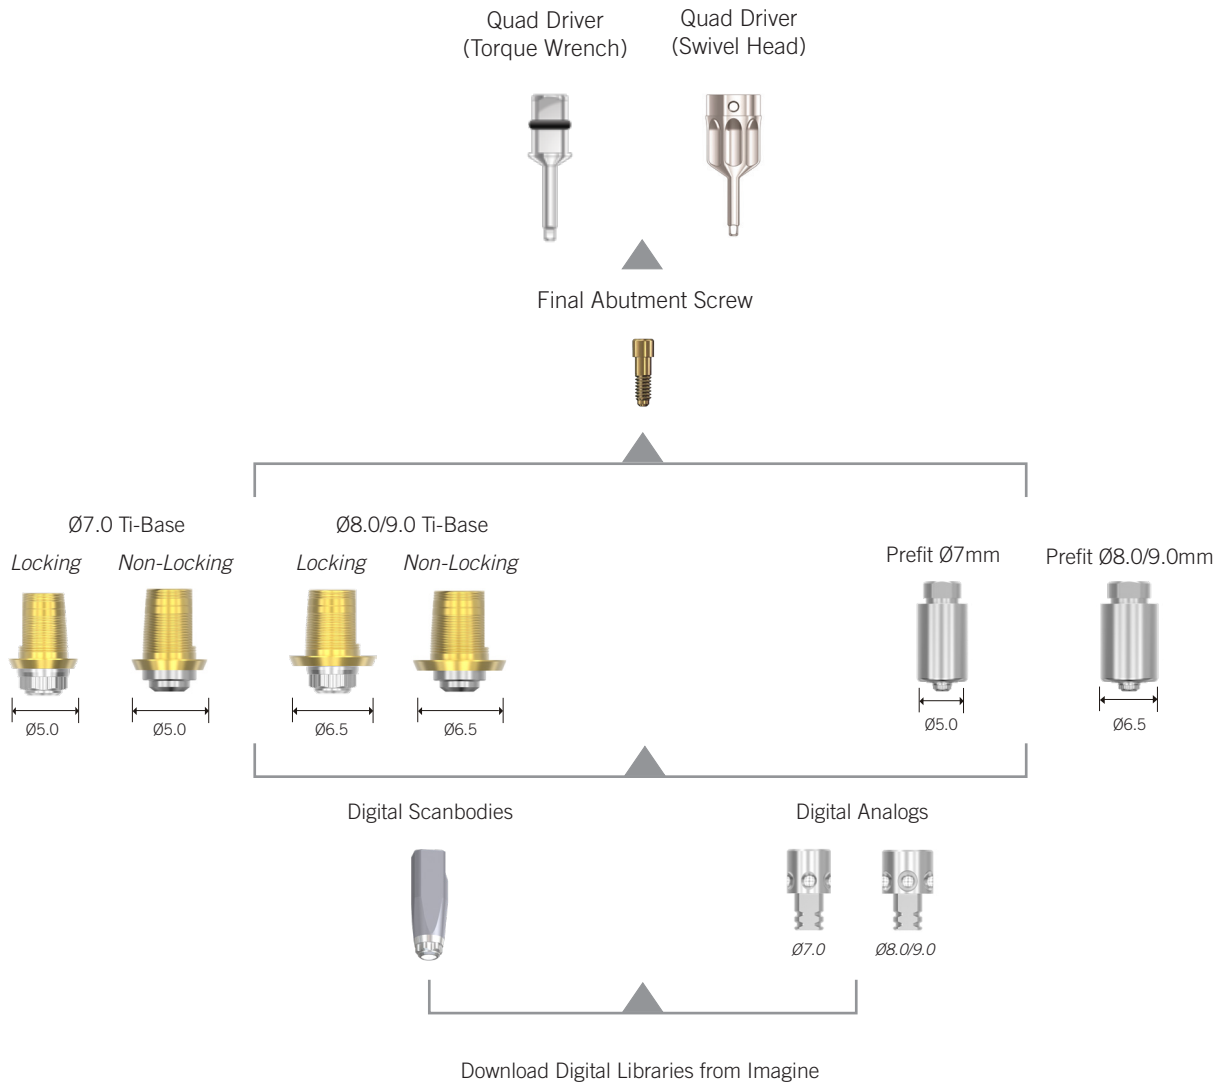 Quad Driver
(Torque Wrench)
Quad Driver
(Swivel Head)
Final Abutment Screw
Ø7.0 Ti-Base
Locking
Non-Locking
Ø8.0/9.0 Ti-Base
Locking
Non-Locking
Prefit Ø7mm
Prefit Ø8.0/9.0mm
Ø5.0
Ø5.0
Ø6.5
Ø6.5
Ø5.0
Ø6.5
Digital Scanbodies
Digital Analogs
Ø7.0
Ø8.0/9.0
Download Digital Libraries from Imagine